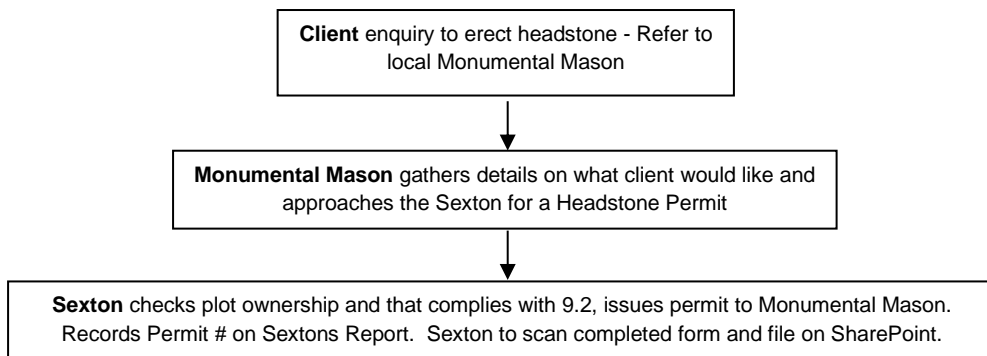 Client enquiry to erect headstone - Refer to
local Monumental Mason
Monumental Mason gathers details on what client would like and
approaches the Sexton for a Headstone Permit
Sexton checks plot ownership and that complies with 9.2, issues permit to Monumental Mason.
Records Permit # on Sextons Report.  Sexton to scan completed form and file on SharePoint.